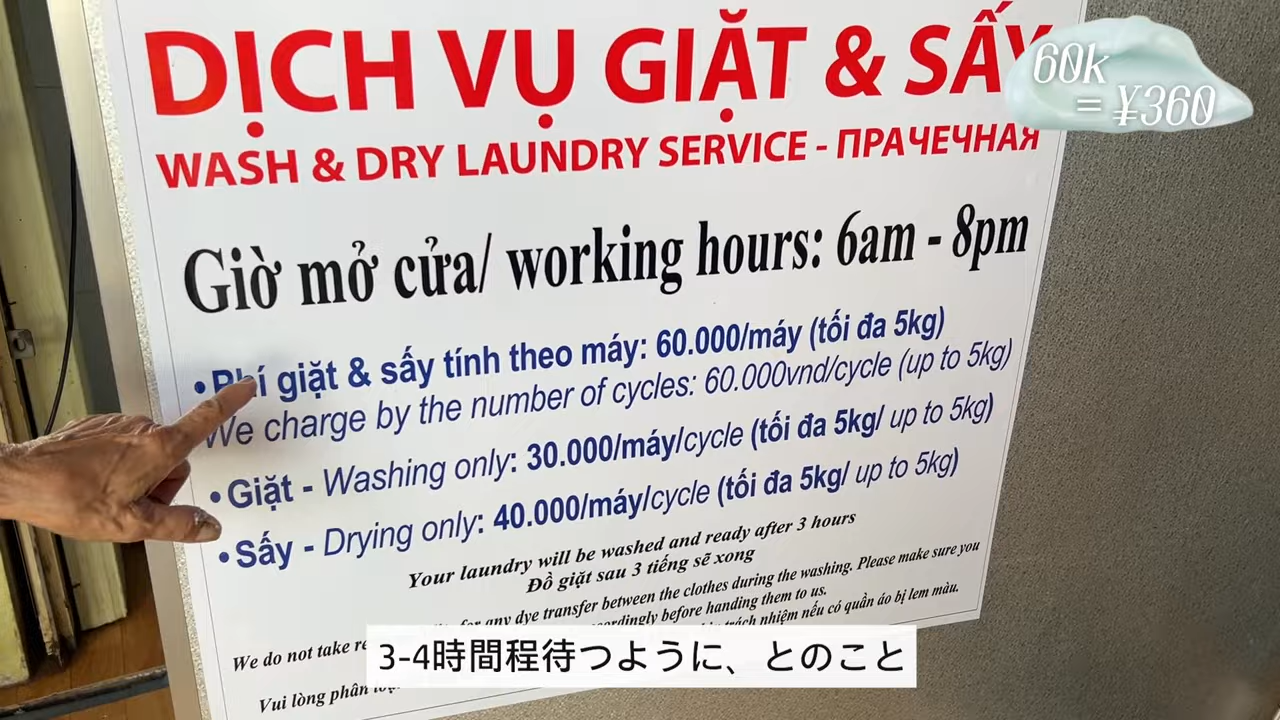 DỊCH VỤ GIẶT & SẤY
60k
= ¥360
WASH & DRY LAUNDRY SERVICE - ПРАЧЕЧНАЯ
Giờ mở cửa/ working hours: 6am - 8pm
• Phí giặt & sấy tính theo máy: 60.000/máy (tối đa 5kg)
We charge by the number of cycles: 60.000vnd/cycle (up to 5kg)
• Giặt - Washing only: 30.000/máy/cycle (tối đa 5kg/ up to 5kg)
• Sấy - Drying only: 40.000/máy/cycle (tối đa 5kg/ up to 5kg)
Your laundry will be washed and ready after 3 hours
Đồ giặt sau 3 tiếng sẽ xong
We do not take for any dye transfer between the clothes during the washing. Please make sure you
before handing them to us.
Vui lòng phân trách nhiệm nếu có quần áo bị lem màu.
3-4時間程待つように、とのこと